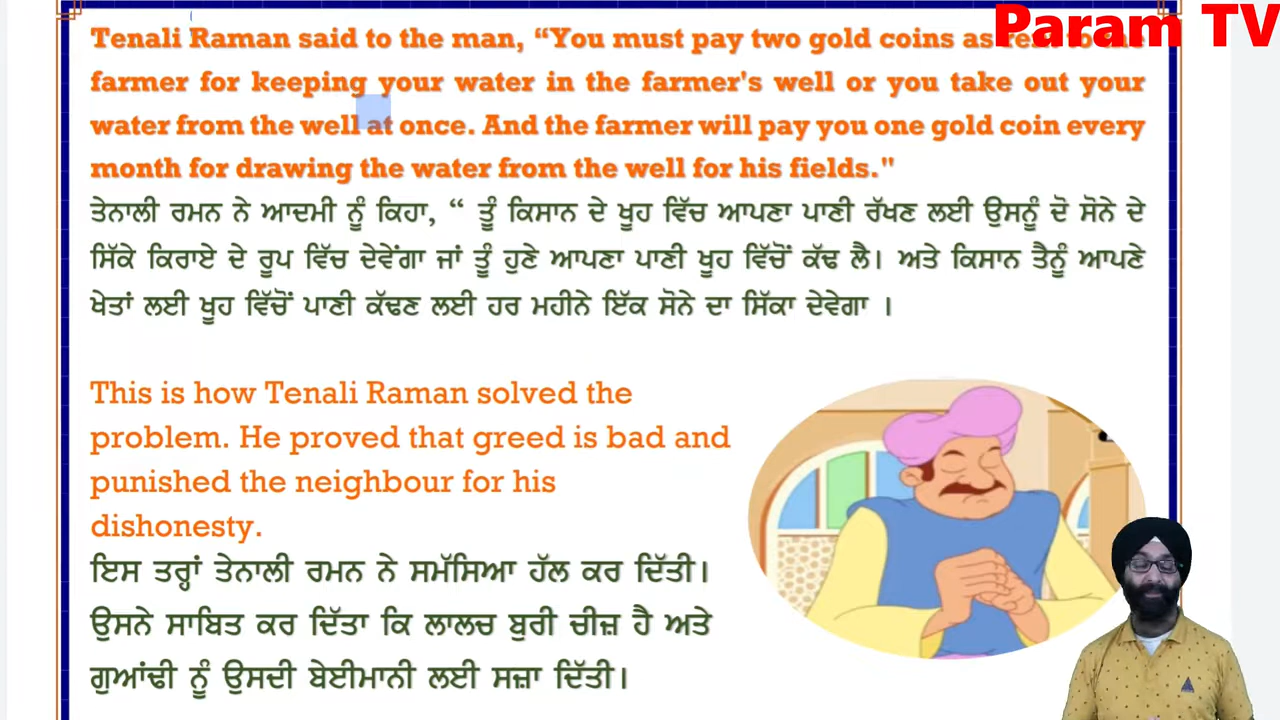 Param TV
Tenali Raman said to the man, “You must pay two gold coins as
farmer for keeping your water in the farmer's well or you take out your
water from the well at once. And the farmer will pay you one gold coin every
month for drawing the water from the well for his fields."
ਤੇਨਾਲੀ ਰਮਨ ਨੇ ਆਦਮੀ ਨੂੰ ਕਿਹਾ, “ ਤੂੰ ਕਿਸਾਨ ਦੇ ਖੂਹ ਵਿੱਚ ਆਪਣਾ ਪਾਣੀ ਰੱਖਣ ਲਈ ਉਸਨੂੰ ਦੋ ਸੋਨੇ ਦੇ
ਸਿੱਕੇ ਕਿਰਾਏ ਦੇ ਰੂਪ ਵਿੱਚ ਦੇਵੇਂਗਾ ਜਾਂ ਤੂੰ ਹੁਣੇ ਆਪਣਾ ਪਾਣੀ ਖੂਹ ਵਿੱਚੋਂ ਕੱਢ ਲੈ। ਅਤੇ ਕਿਸਾਨ ਤੈਨੂੰ ਆਪਣੇ
ਖੇਤਾਂ ਲਈ ਖੂਹ ਵਿੱਚੋਂ ਪਾਣੀ ਕੱਢਣ ਲਈ ਹਰ ਮਹੀਨੇ ਇੱਕ ਸੋਨੇ ਦਾ ਸਿੱਕਾ ਦੇਵੇਗਾ ।
This is how Tenali Raman solved the
problem. He proved that greed is bad and
punished the neighbour for his
dishonesty.
ਇਸ ਤਰ੍ਹਾਂ ਤੇਨਾਲੀ ਰਮਨ ਨੇ ਸਮੱਸਿਆ ਹੱਲ ਕਰ ਦਿੱਤੀ।
ਉਸਨੇ ਸਾਬਿਤ ਕਰ ਦਿੱਤਾ ਕਿ ਲਾਲਚ ਬੁਰੀ ਚੀਜ਼ ਹੈ ਅਤੇ
ਗੁਆਂਢੀ ਨੂੰ ਉਸਦੀ ਬੇਈਮਾਨੀ ਲਈ ਸਜ਼ਾ ਦਿੱਤੀ।